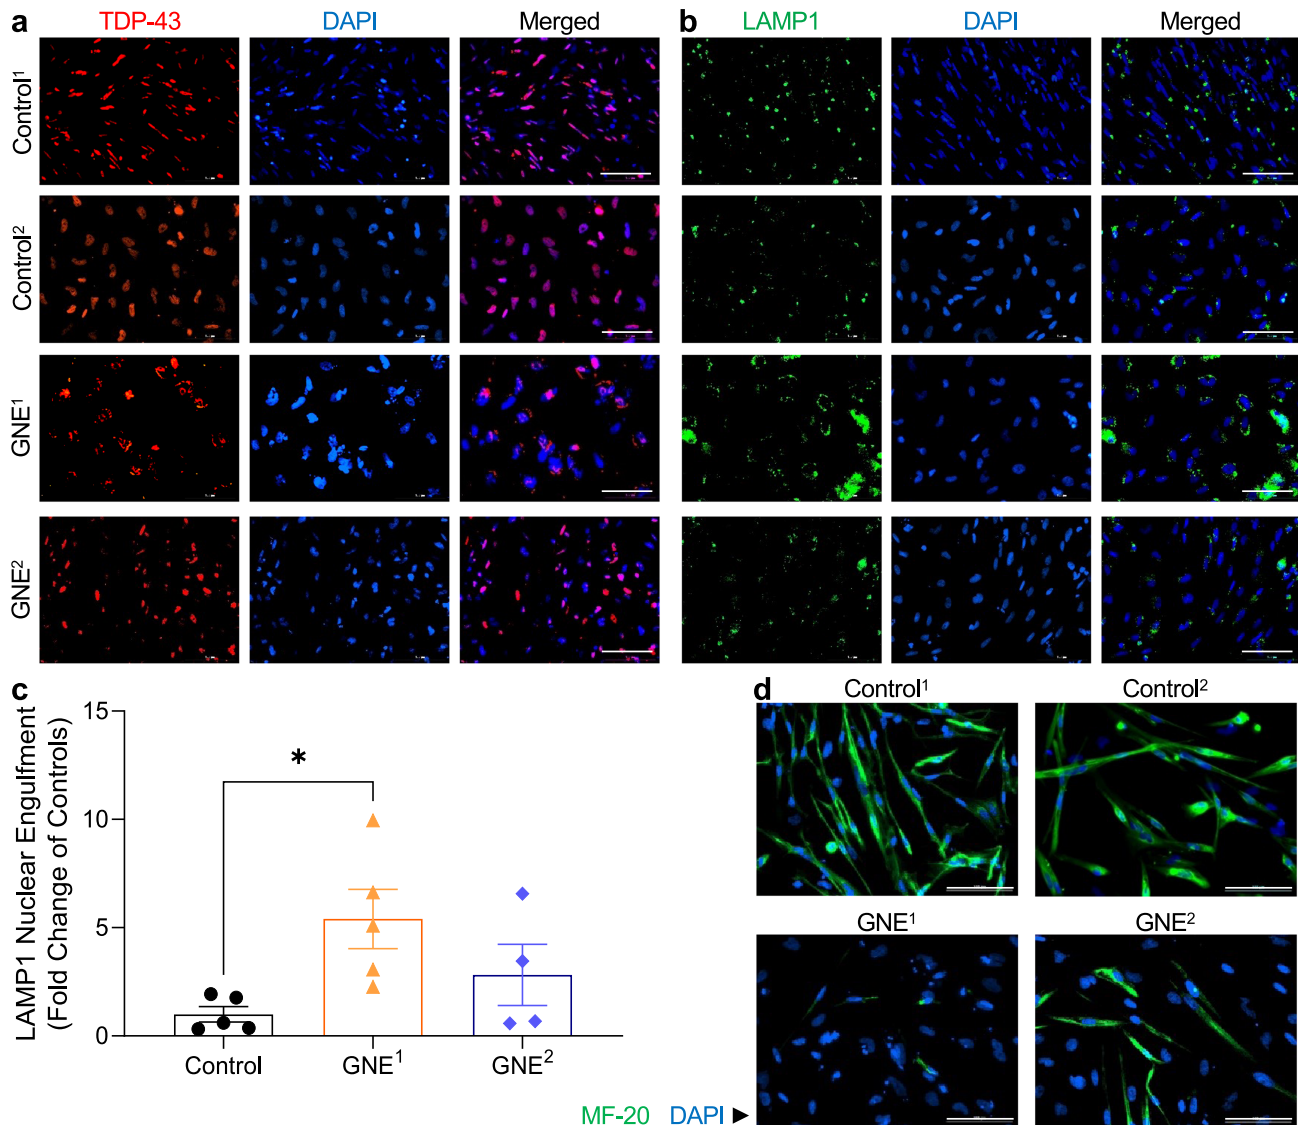 a
TDP-43 DAPI Merged
Control¹
Control²
GNE¹
GNE²
b
LAMP1 DAPI Merged
c
LAMP1 Nuclear Engulfment
(Fold Change of Controls)
15
10
5
0
*
Control GNE¹ GNE²
d
Control¹ Control²
GNE¹ GNE²
MF-20 DAPI ►